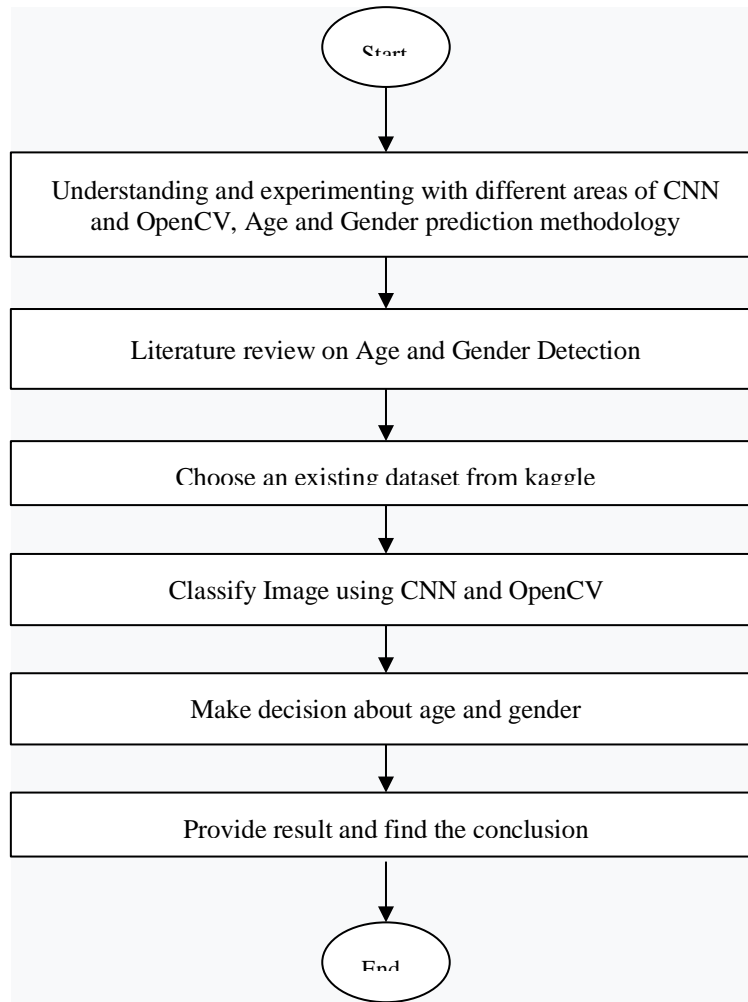 Start
Understanding and experimenting with different areas of CNN
and OpenCV, Age and Gender prediction methodology
Literature review on Age and Gender Detection
Choose an existing dataset from kaggle
Classify Image using CNN and OpenCV
Make decision about age and gender
Provide result and find the conclusion
End